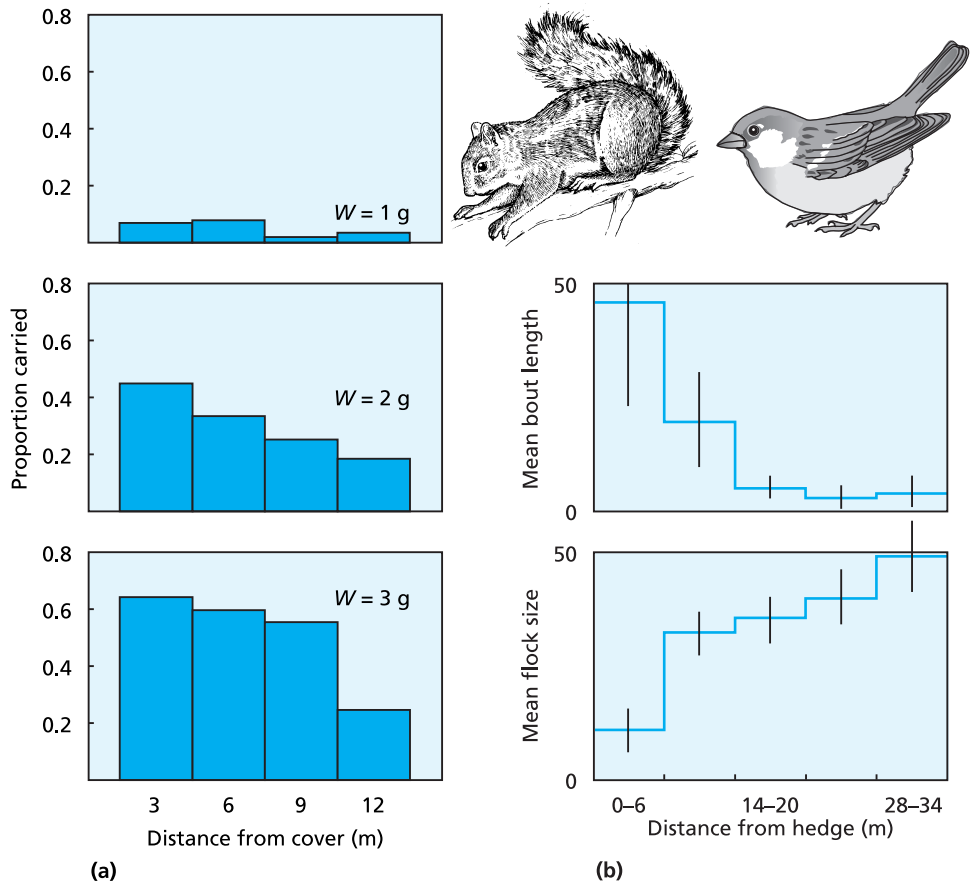 0.8
0.6
0.4
0.2
W = 1 g
0.8
0.6
0.4
0.2
W = 2 g
0.8
0.6
0.4
0.2
W = 3 g
Proportion carried
3 6 9 12
Distance from cover (m)
(a)
50
0
Mean bout length
50
0
Mean flock size
0–6 14–20 28–34
Distance from hedge (m)
(b)